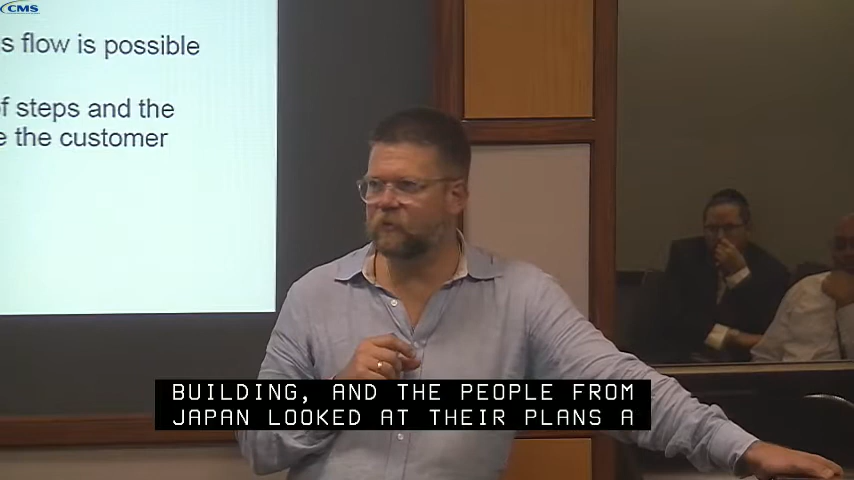 CMS
s flow is possible
of steps and the
e the customer
BUILDING, AND THE PEOPLE FROM
JAPAN LOOKED AT THEIR PLANS A